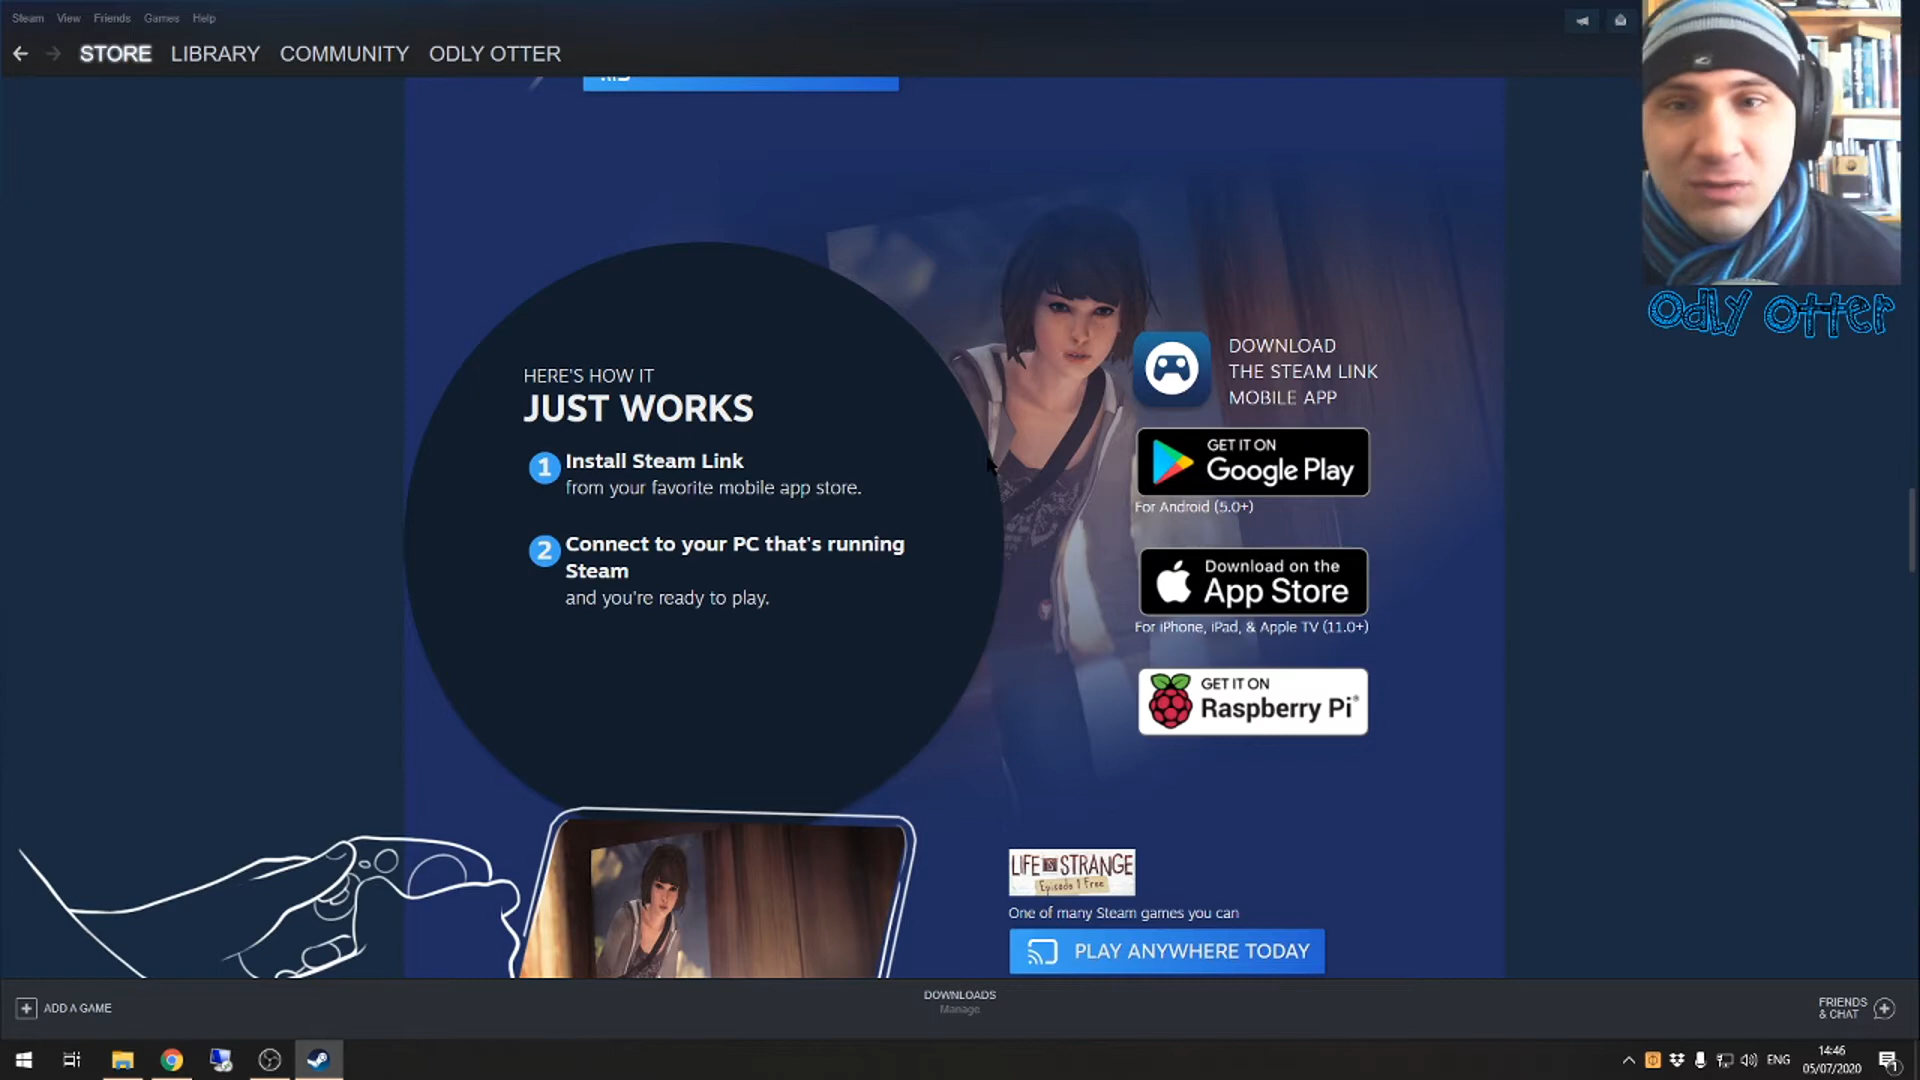 Steam View Friends Games Help
STORE LIBRARY COMMUNITY ODLY OTTER
Odly Otter
HERE'S HOW IT
JUST WORKS
1 Install Steam Link
from your favorite mobile app store.
2 Connect to your PC that's running
Steam
and you're ready to play.
DOWNLOAD
THE STEAM LINK
MOBILE APP
GET IT ON
Google Play
For Android (5.0+)
Download on the
App Store
For iPhone, iPad, & Apple TV (11.0+)
GET IT ON
Raspberry Pi®
LIFE IS STRANGE
Episode 1 Free
One of many Steam games you can
PLAY ANYWHERE TODAY
ADD A GAME
DOWNLOADS
Manage
FRIENDS
& CHAT
ENG
14:46
05/07/2020
1